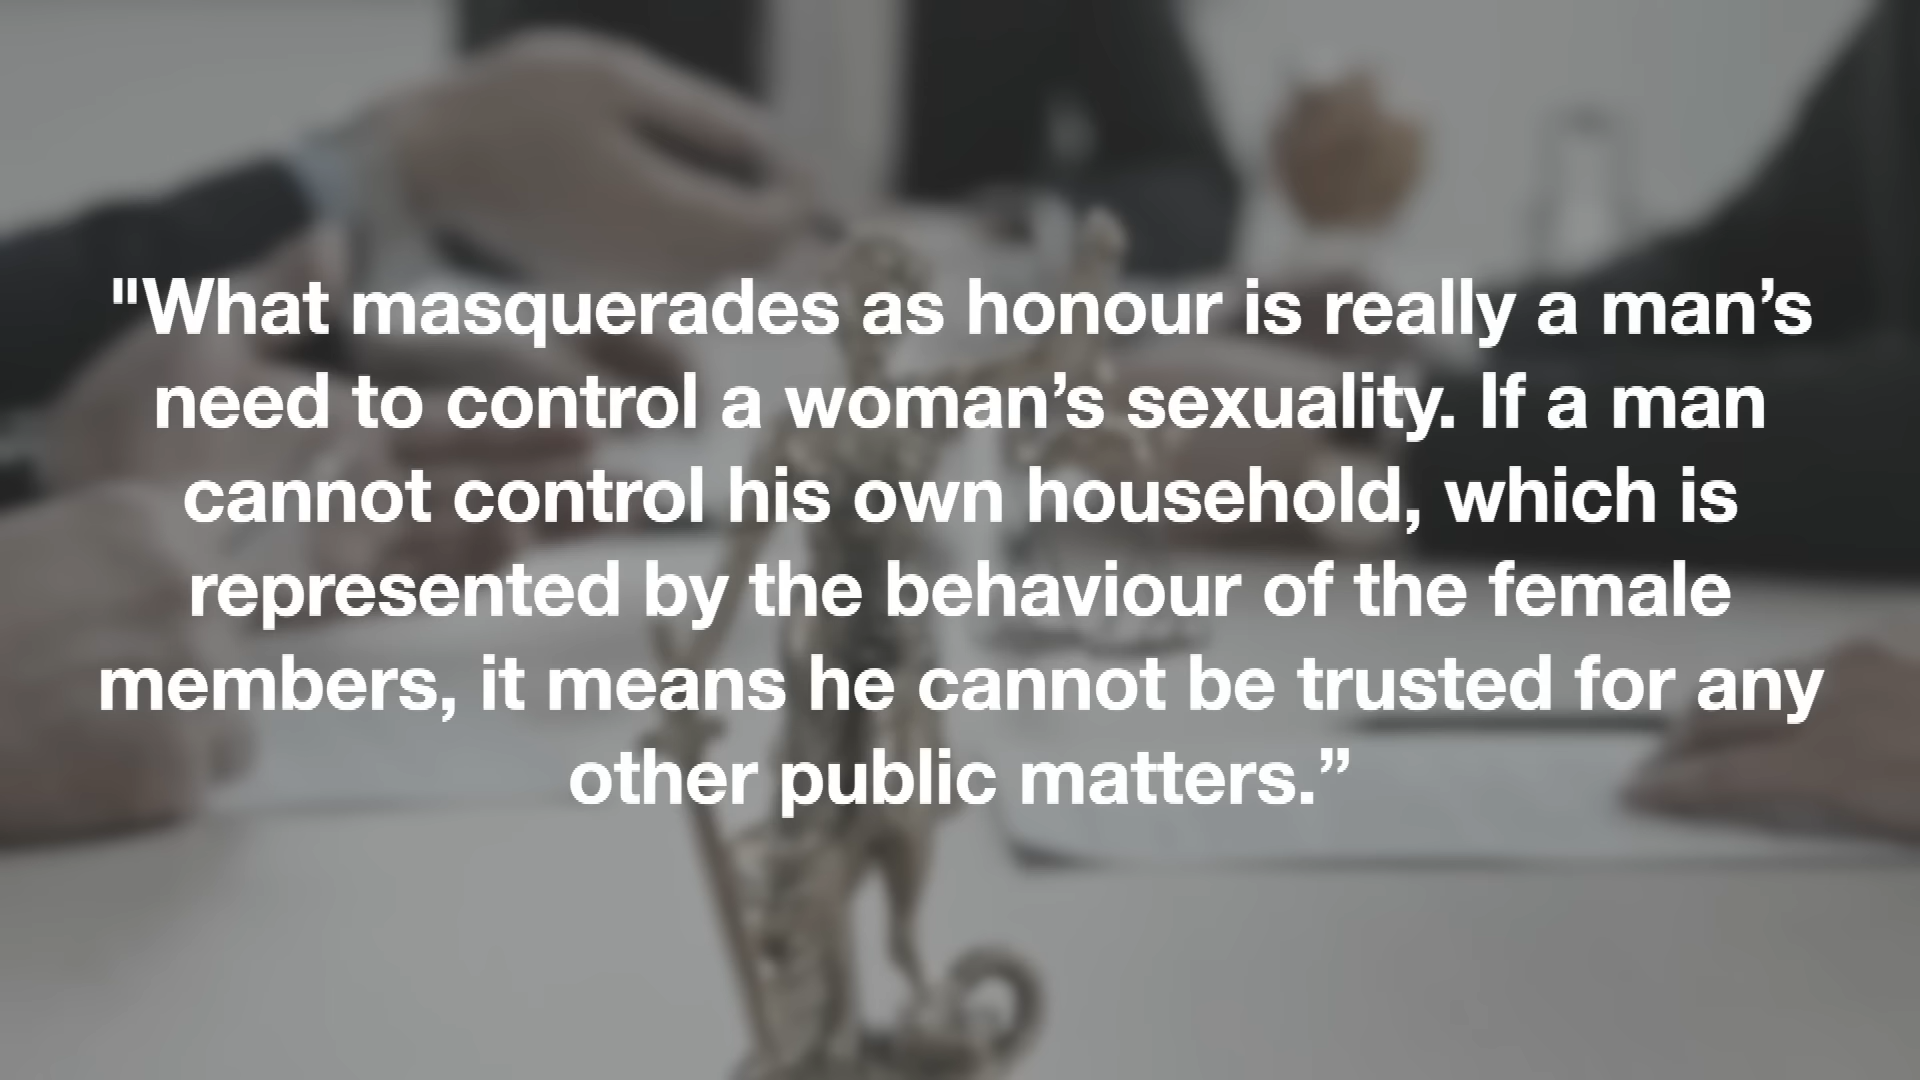 "What masquerades as honour is really a man’s
need to control a woman’s sexuality. If a man
cannot control his own household, which is
represented by the behaviour of the female
members, it means he cannot be trusted for any
other public matters.”